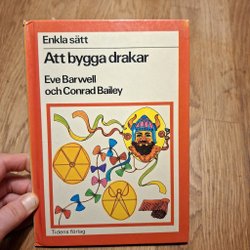 Enkla sätt
Att bygga drakar
Eve Barwell
och Conrad Bailey
Tidens förlag